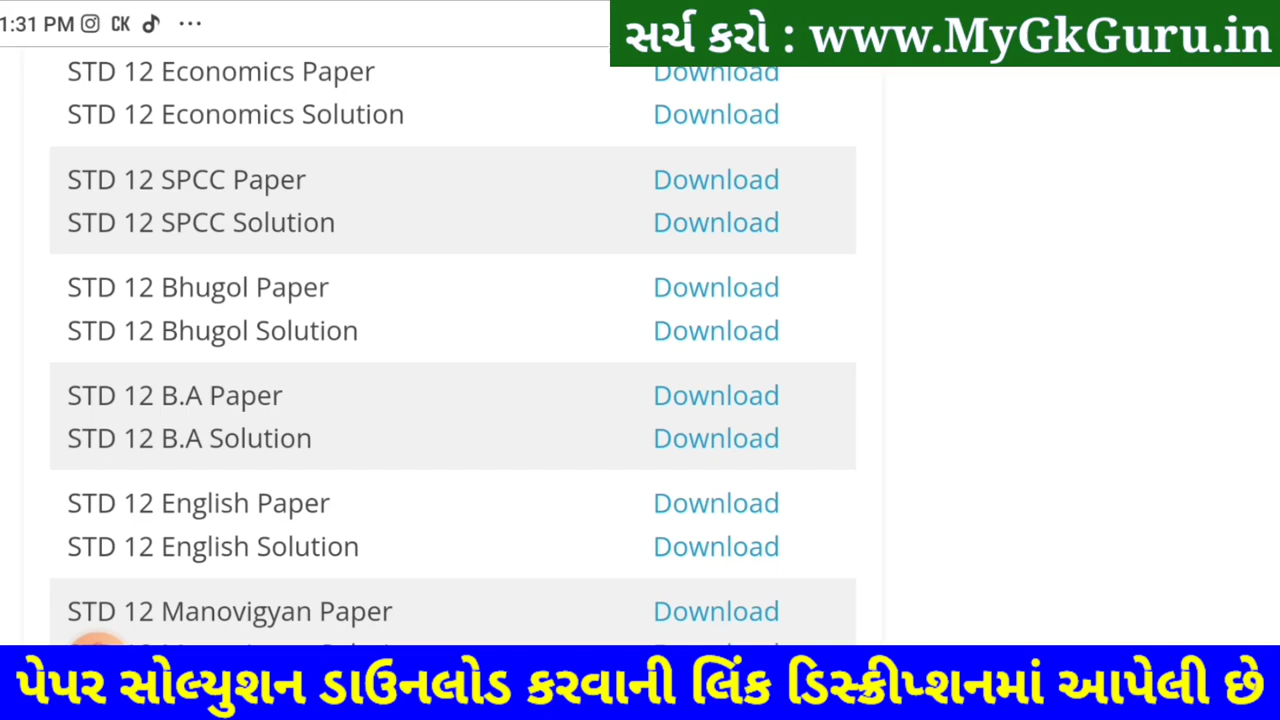 1:31 PM CK ...
સર્ચ કરો : www.MyGkGuru.in
STD 12 Economics Paper Download
STD 12 Economics Solution Download
STD 12 SPCC Paper Download
STD 12 SPCC Solution Download
STD 12 Bhugol Paper Download
STD 12 Bhugol Solution Download
STD 12 B.A Paper Download
STD 12 B.A Solution Download
STD 12 English Paper Download
STD 12 English Solution Download
STD 12 Manovigyan Paper Download
પેપર સોલ્યુશન ડાઉનલોડ કરવાની લિંક ડિસ્ક્રીપ્શનમાં આપેલી છે